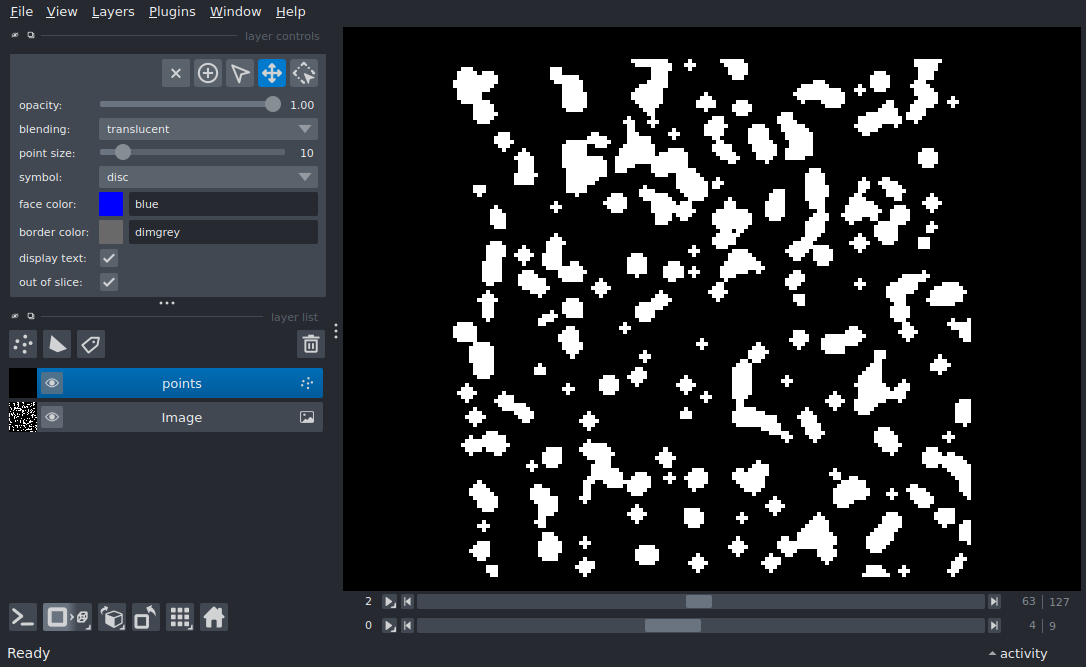 File View Layers Plugins Window Help
layer controls
opacity: 1.00
blending: translucent
point size: 10
symbol: disc
face color: blue
border color: dimgrey
display text:
out of slice:
layer list
points
Image
2 63 127
0 4 9
Ready activity